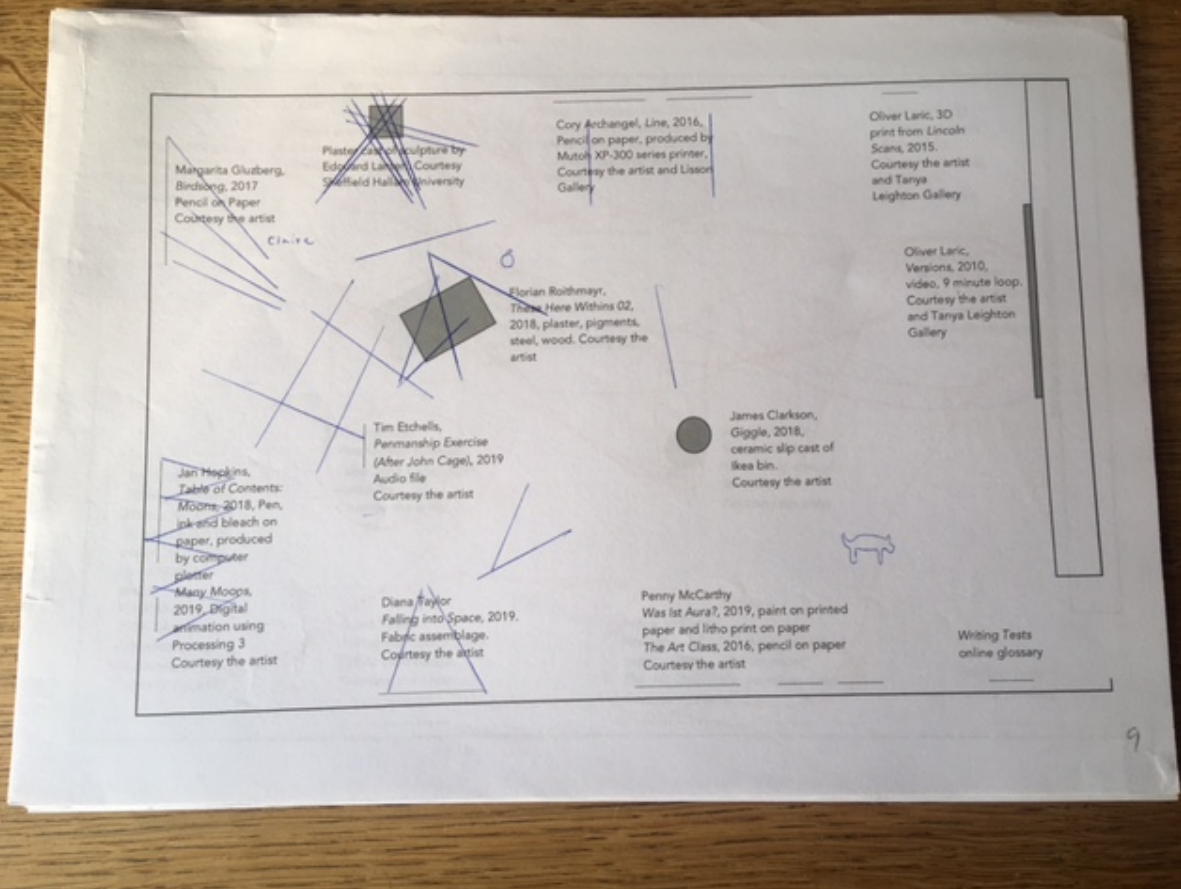 Margarita Gluzberg,
Birdsong, 2017
Pencil on Paper
Courtesy the artist
Claire
Plaster cast of sculpture by
Edouard Courtesy
Sheffield Hallam University
Cory Archangel, Line, 2016,
Pencil on paper, produced by
Mutoh XP-300 series printer,
Courtesy the artist and Lisson
Gallery
Oliver Laric, 3D
print from Lincoln
Scans, 2015.
Courtesy the artist
and Tanya
Leighton Gallery
Oliver Laric,
Versions, 2010,
video, 9 minute loop.
Courtesy the artist
and Tanya Leighton
Gallery
Florian Roithmayr,
These Here Withins 02,
2018, plaster, pigments,
steel, wood. Courtesy the
artist
Tim Etchells,
Penmanship Exercise
(After John Cage), 2019
Audio file
Courtesy the artist
James Clarkson,
Giggle, 2018,
ceramic slip cast of
Ikea bin.
Courtesy the artist
Jan Hopkins,
Table of Contents:
Moons, 2018, Pen,
ink and bleach on
paper, produced
by computer
plotter
Many Moons,
2019, Digital
animation using
Processing 3
Courtesy the artist
Diana Taylor
Falling into Space, 2019.
Fabric assemblage.
Courtesy the artist
Penny McCarthy
Was Ist Aura?, 2019, paint on printed
paper and litho print on paper
The Art Class, 2016, pencil on paper
Courtesy the artist
Writing Tests
online glossary
9